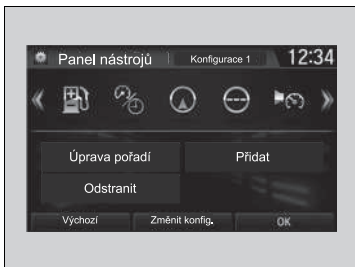 Panel nástrojů
Konfigurace 1
12:34
Úprava pořadí
Přidat
Odstranit
Výchozí
Změnit konfig.
OK